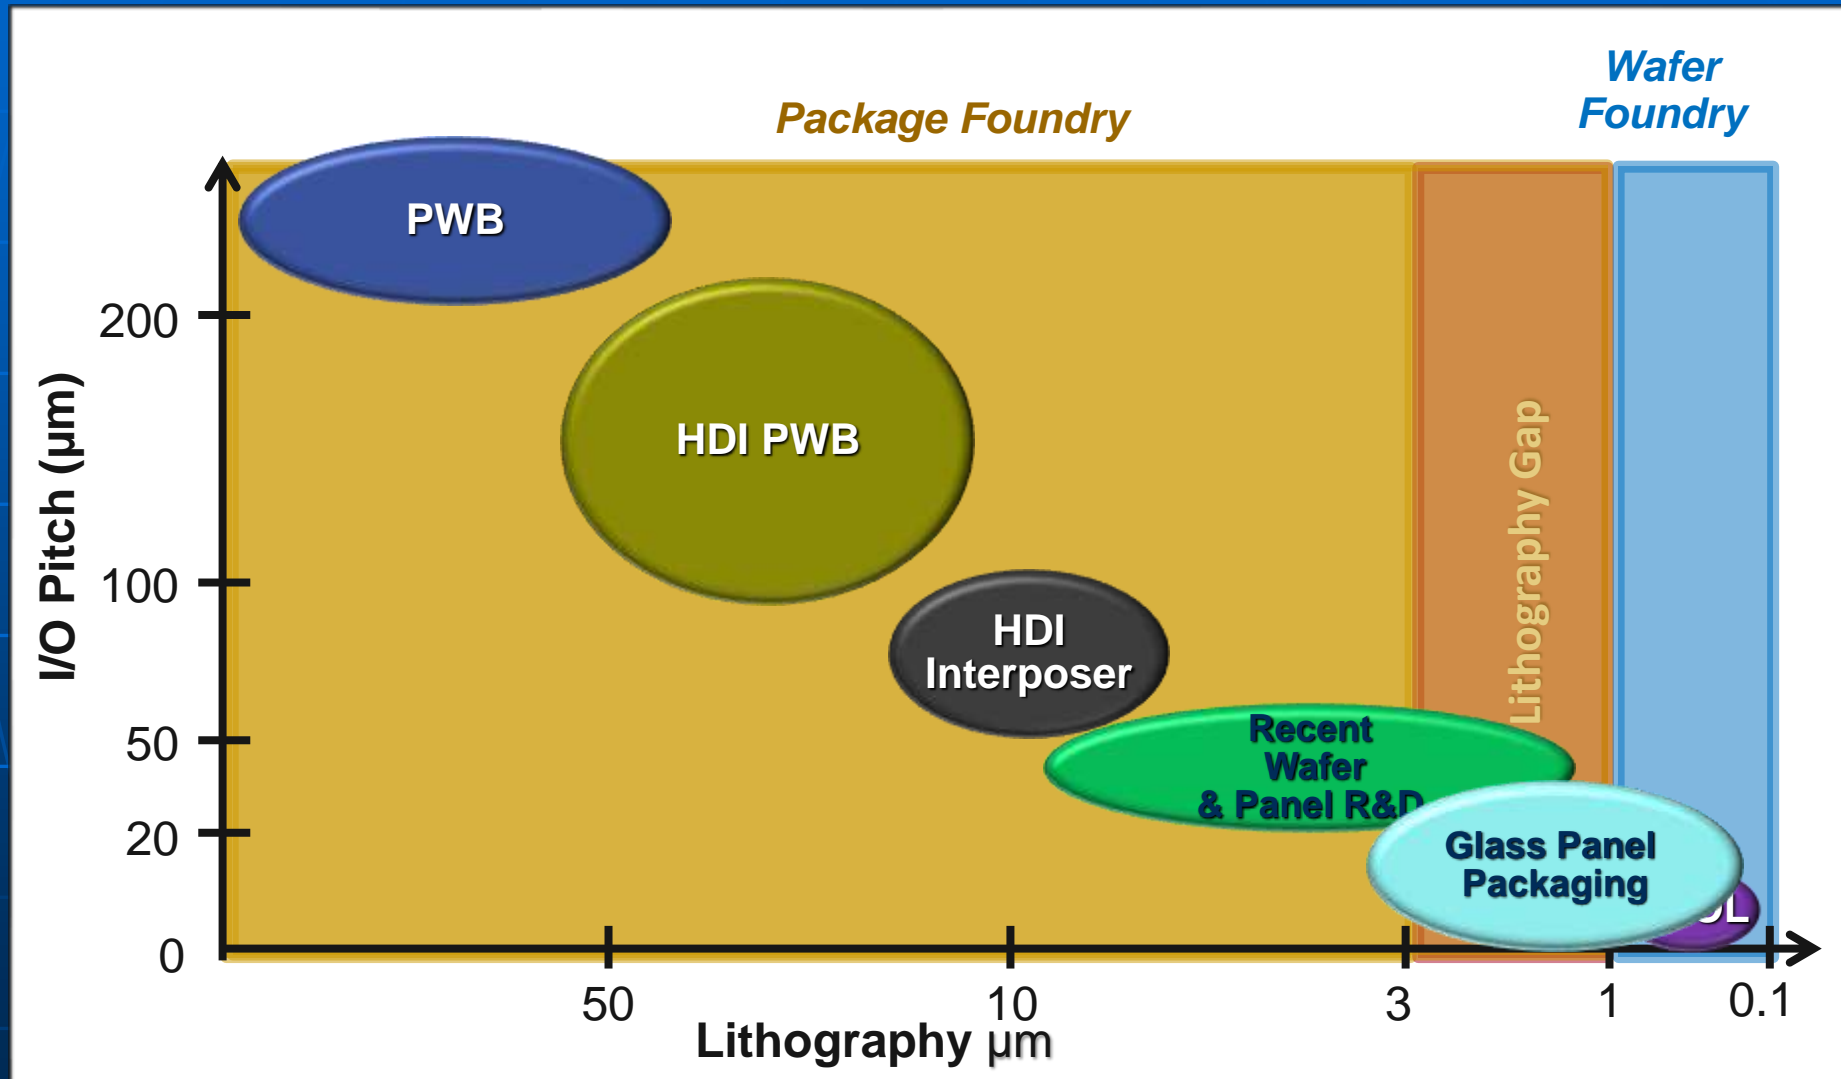 Wafer
Foundry
Package Foundry
PWB
200
HDI PWB
I/O Pitch (µm)
Lithography Gap
100
HDI
Interposer
50
Recent
Wafer
& Panel R&D
20
Glass Panel
Packaging
0
50
10
3
1
0.1
Lithography µm